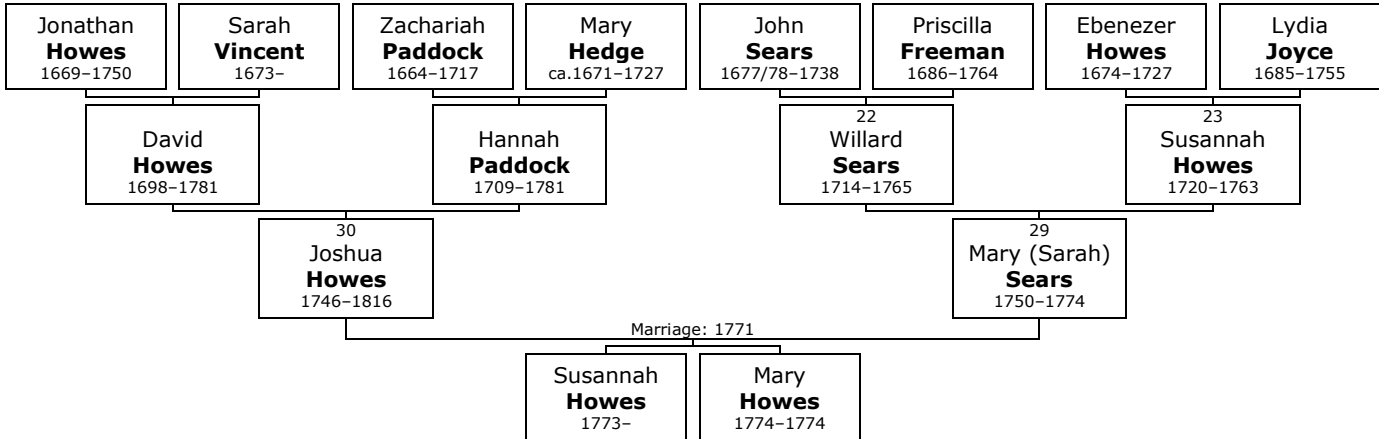 Jonathan
Howes
1669–1750
Sarah
Vincent
1673–
Zachariah
Paddock
1664–1717
Mary
Hedge
ca.1671–1727
John
Sears
1677/78–1738
Priscilla
Freeman
1686–1764
Ebenezer
Howes
1674–1727
Lydia
Joyce
1685–1755
David
Howes
1698–1781
Hannah
Paddock
1709–1781
22
Willard
Sears
1714–1765
23
Susannah
Howes
1720–1763
30
Joshua
Howes
1746–1816
29
Mary (Sarah)
Sears
1750–1774
Marriage: 1771
Susannah
Howes
1773–
Mary
Howes
1774–1774